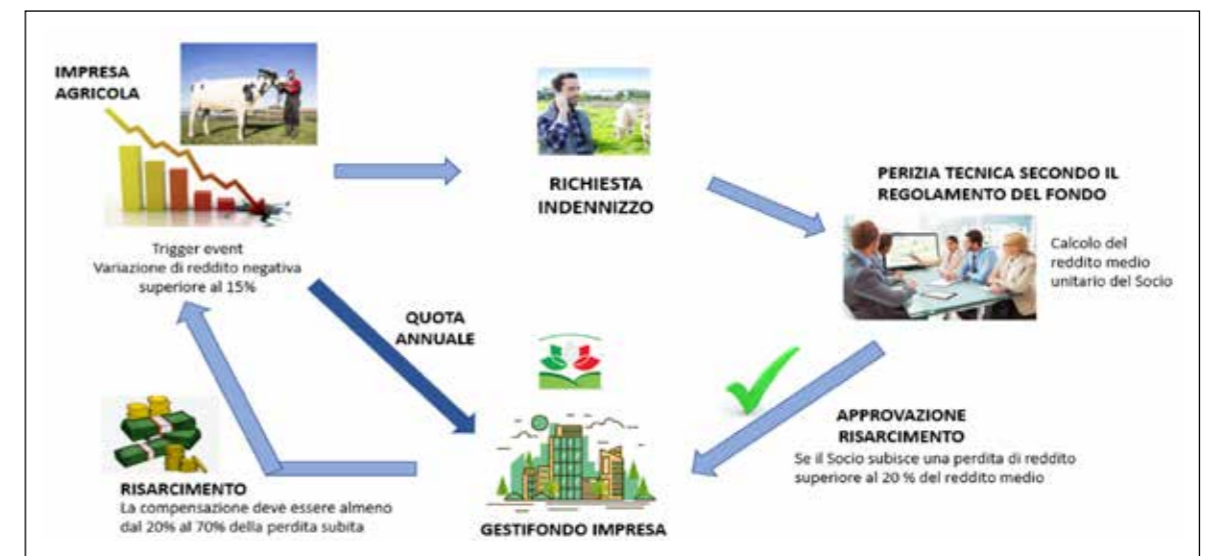 IMPRESA
AGRICOLA
Trigger event
Variazione di reddito negativa
superiore al 15%
RICHIESTA
INDENNIZZO
PERIZIA TECNICA SECONDO IL
REGOLAMENTO DEL FONDO
Calcolo del
reddito medio
unitario del Socio
QUOTA
ANNUALE
APPROVAZIONE
RISARCIMENTO
Se il Socio subisce una perdita di reddito
superiore al 20 % del reddito medio
GESTIFONDO IMPRESA
RISARCIMENTO
La compensazione deve essere almeno
dal 20% al 70% della perdita subita